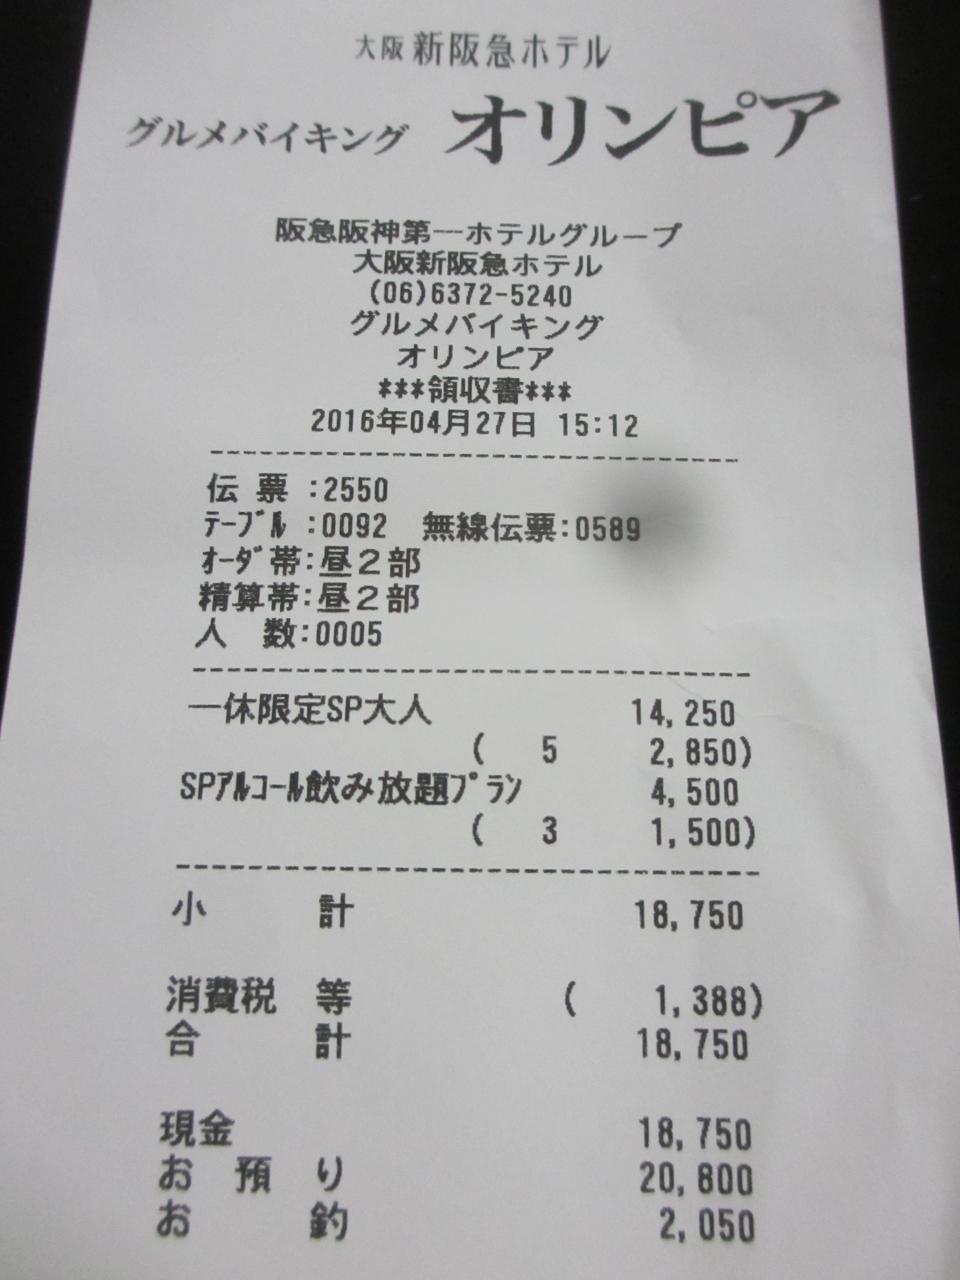 大阪 新阪急ホテル
グルメバイキング オリンピア
阪急阪神第一ホテルグループ
大阪新阪急ホテル
(06)6372-5240
グルメバイキング
オリンピア
***領収書***
2016年04月27日 15:12
伝 票 :2550
ﾃｰﾌﾞﾙ :0092 無線伝票:0589
ｵｰﾀﾞ帯:昼2部
精算帯:昼2部
人 数:0005
一休限定SP大人 14,250
( 5 2,850)
SPｱﾙｺｰﾙ飲み放題ﾌﾟﾗﾝ 4,500
( 3 1,500)
小 計 18,750
消費税 等 ( 1,388)
合 計 18,750
現金 18,750
お 預 り 20,800
お 釣 2,050